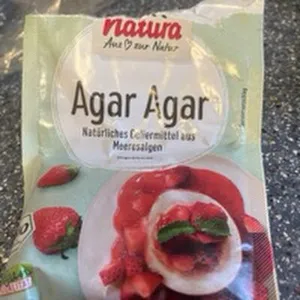 natura
Aus ♡ zur Natur
Agar Agar
Natürliches Geliermittel aus
Meeresalgen